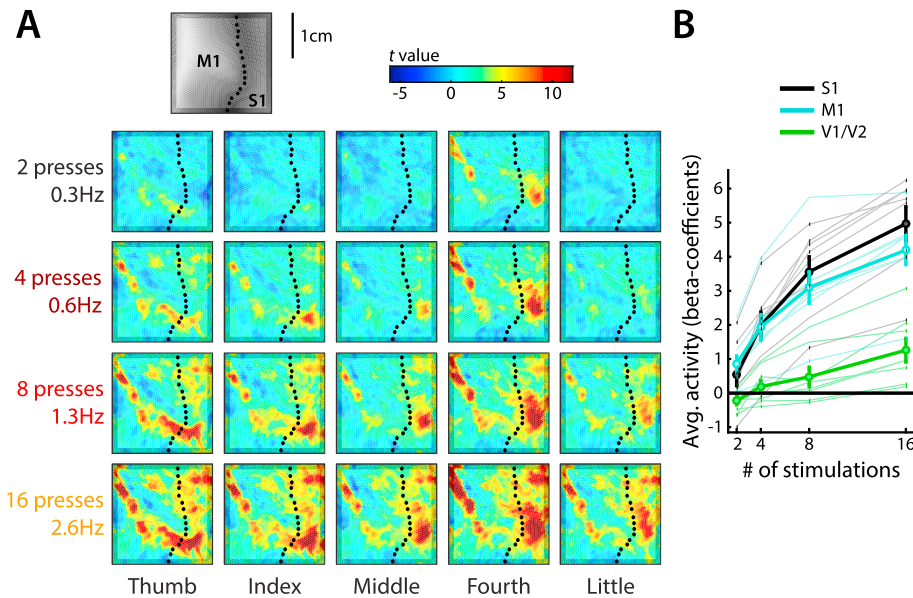 A
M1
S1
1cm
t value
-5
0
5
10
2 presses
0.3Hz
4 presses
0.6Hz
8 presses
1.3Hz
16 presses
2.6Hz
Thumb
Index
Middle
Fourth
Little
B
S1
M1
V1/V2
Avg. activity (beta-coefficients)
6
5
4
3
2
1
0
-1
2
4
8
16
# of stimulations